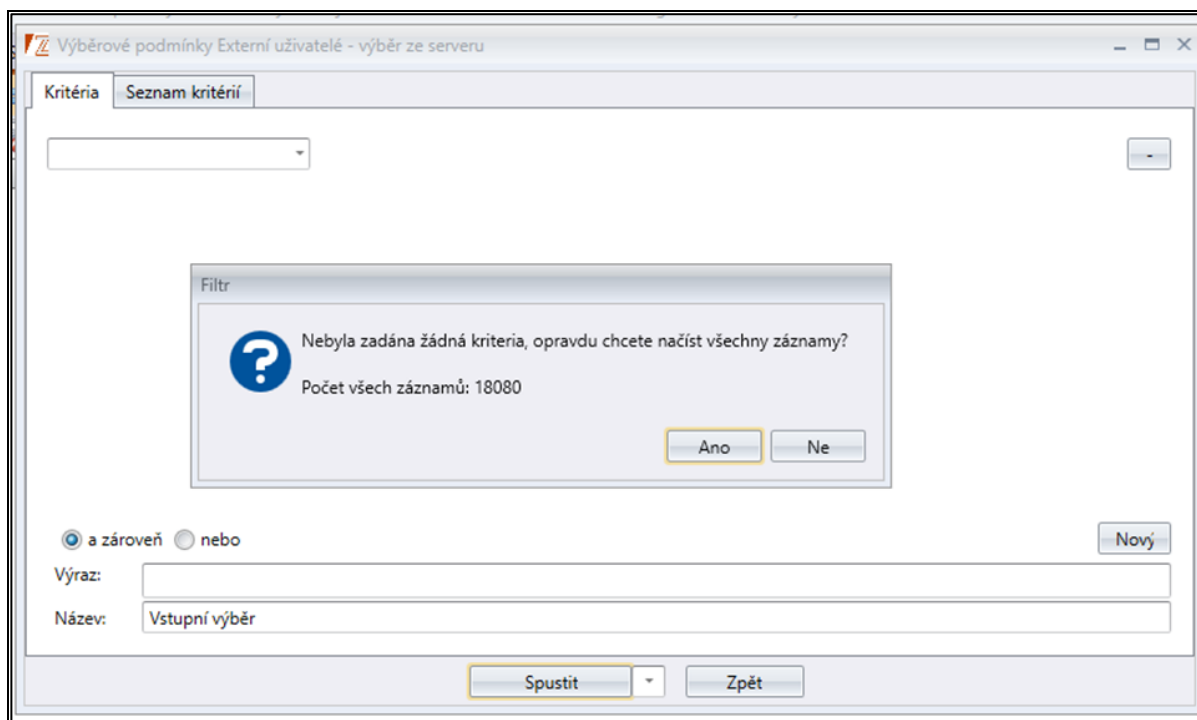 Výběrové podmínky Externí uživatelé - výběr ze serveru
Kritéria
Seznam kritérií
-
Filtr
Nebyla zadána žádná kriteria, opravdu chcete načíst všechny záznamy?
Počet všech záznamů: 18080
Ano
Ne
a zároveň
nebo
Nový
Výraz:
Název:
Vstupní výběr
Spustit
Zpět